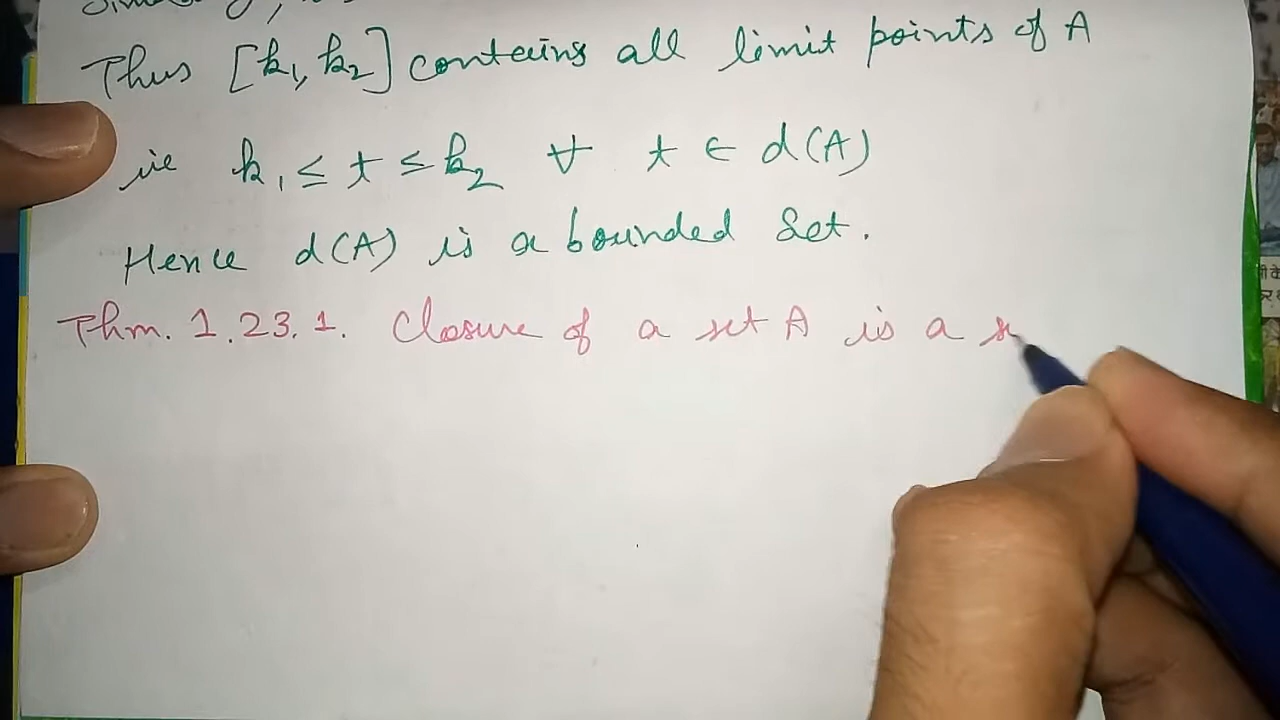 Thus [k₁, k₂] contains all limit points of A
ie k₁ ≤ t ≤ k₂ ∀ t ∈ d(A)
Hence d(A) is a bounded Set.
Thm. 1.23.1. Closure of a set A is a s